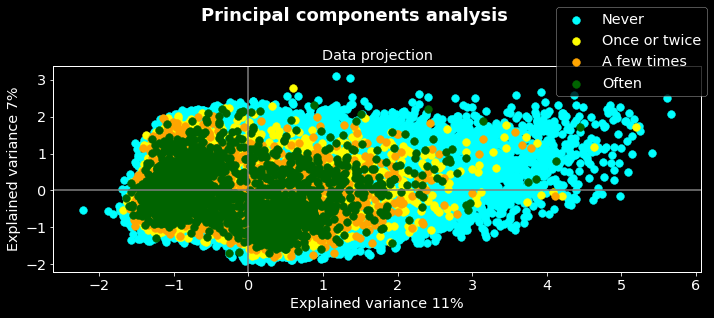 Principal components analysis
Data projection
Never
Once or twice
A few times
Often
Explained variance 7%
3
2
1
0
−1
−2
−2 −1 0 1 2 3 4 5 6
Explained variance 11%